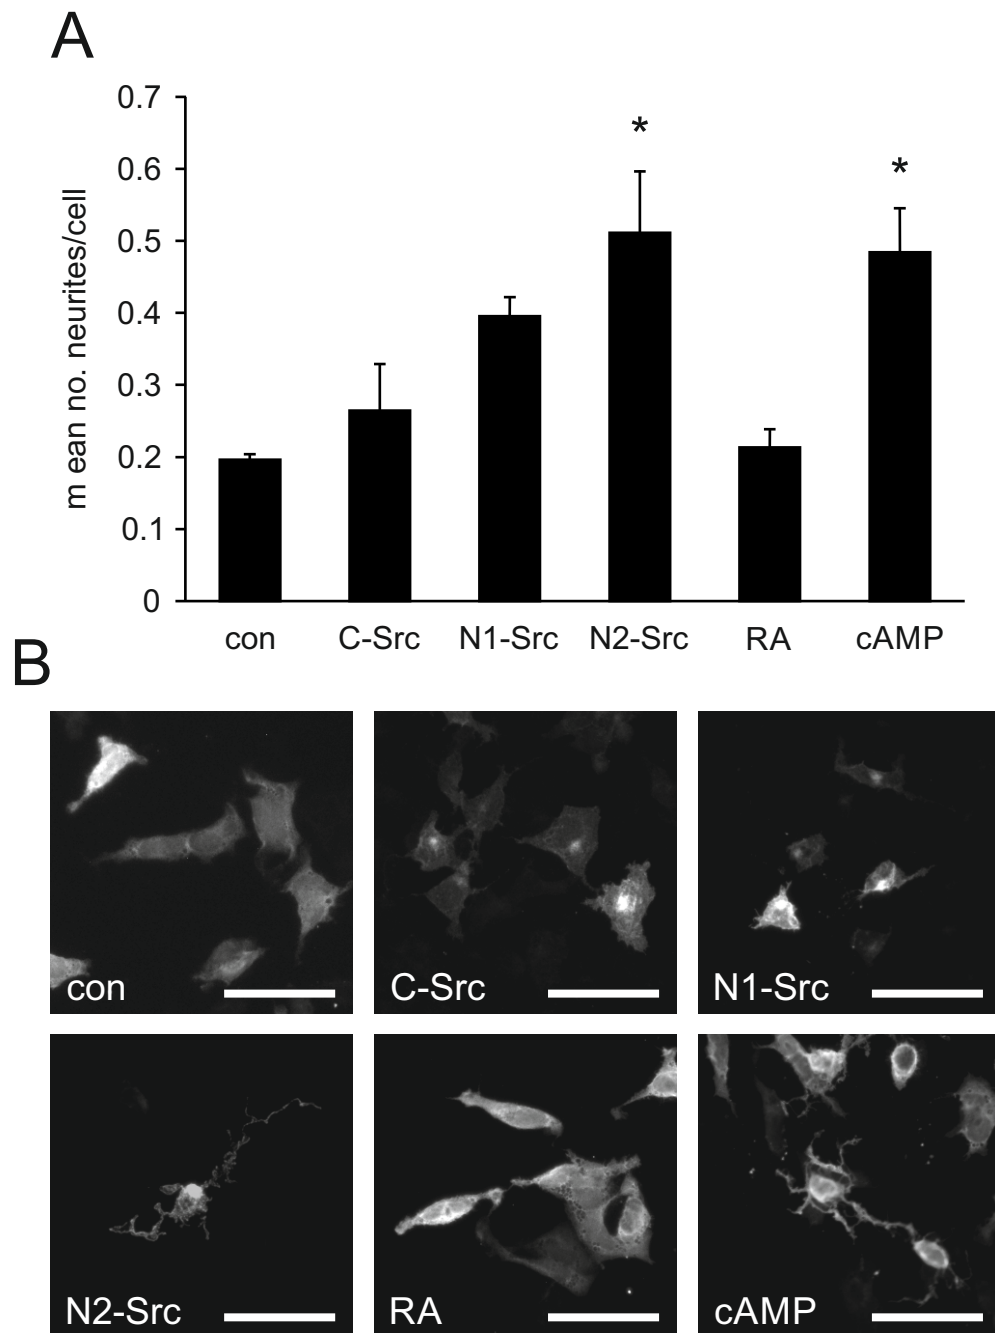 A
0.7
0.6
0.5
0.4
0.3
0.2
0.1
0
m ean no. neurites/cell
*
*
con C-Src N1-Src N2-Src RA cAMP
B
con C-Src N1-Src
N2-Src RA cAMP